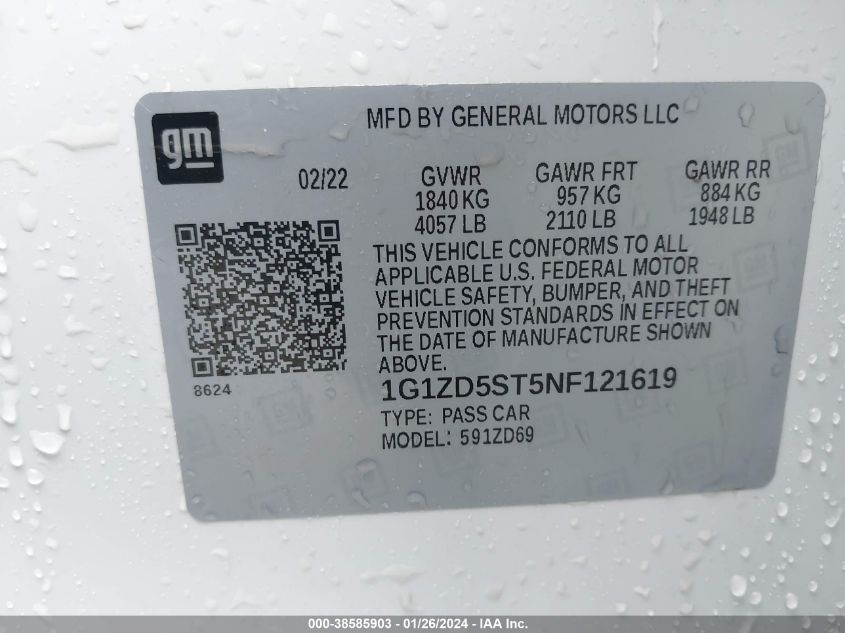 gm
MFD BY GENERAL MOTORS LLC
02/22
GVWR GAWR FRT GAWR RR
1840 KG 957 KG 884 KG
4057 LB 2110 LB 1948 LB
THIS VEHICLE CONFORMS TO ALL
APPLICABLE U.S. FEDERAL MOTOR
VEHICLE SAFETY, BUMPER, AND THEFT
PREVENTION STANDARDS IN EFFECT ON
THE DATE OF MANUFACTURE SHOWN
ABOVE.
8624
1G1ZD5ST5NF121619
TYPE: PASS CAR
MODEL: 591ZD69
000-38585903 - 01/26/2024 - IAA Inc.